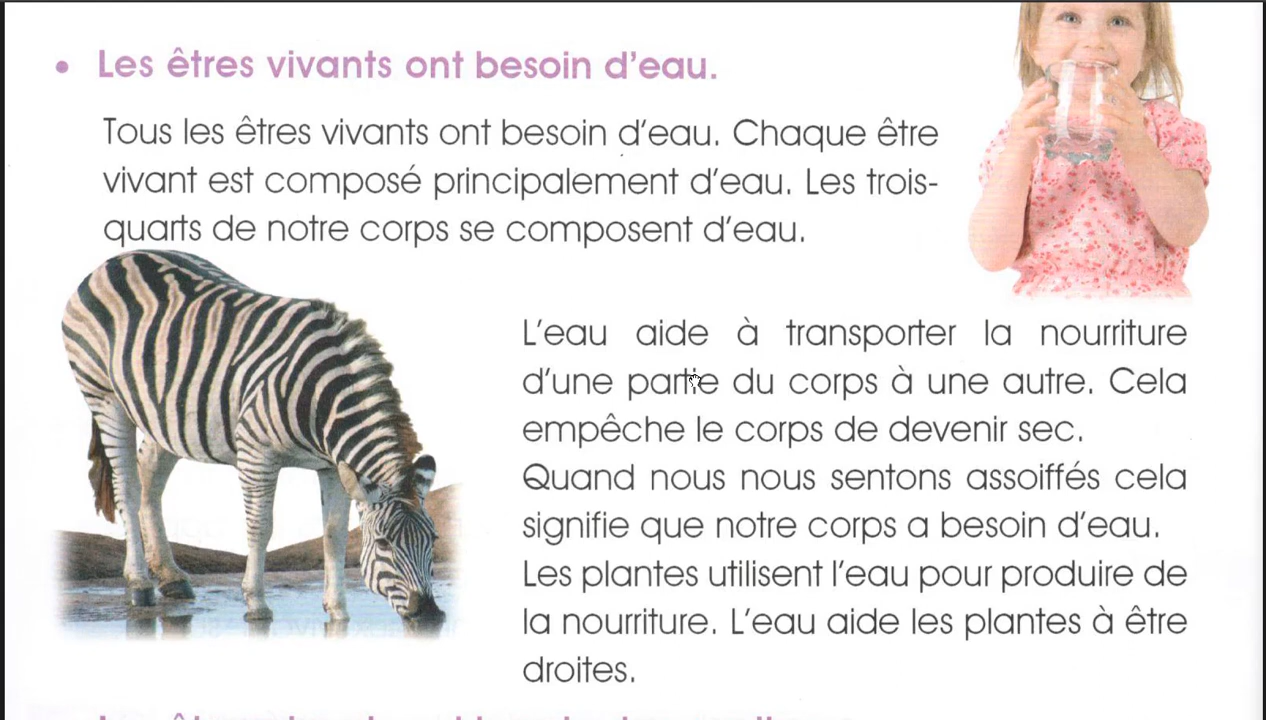 • Les êtres vivants ont besoin d'eau.
Tous les êtres vivants ont besoin d'eau. Chaque être
vivant est composé principalement d'eau. Les trois-
quarts de notre corps se composent d'eau.
L'eau aide à transporter la nourriture
d'une partie du corps à une autre. Cela
empêche le corps de devenir sec.
Quand nous nous sentons assoiffés cela
signifie que notre corps a besoin d'eau.
Les plantes utilisent l'eau pour produire de
la nourriture. L'eau aide les plantes à être
droites.